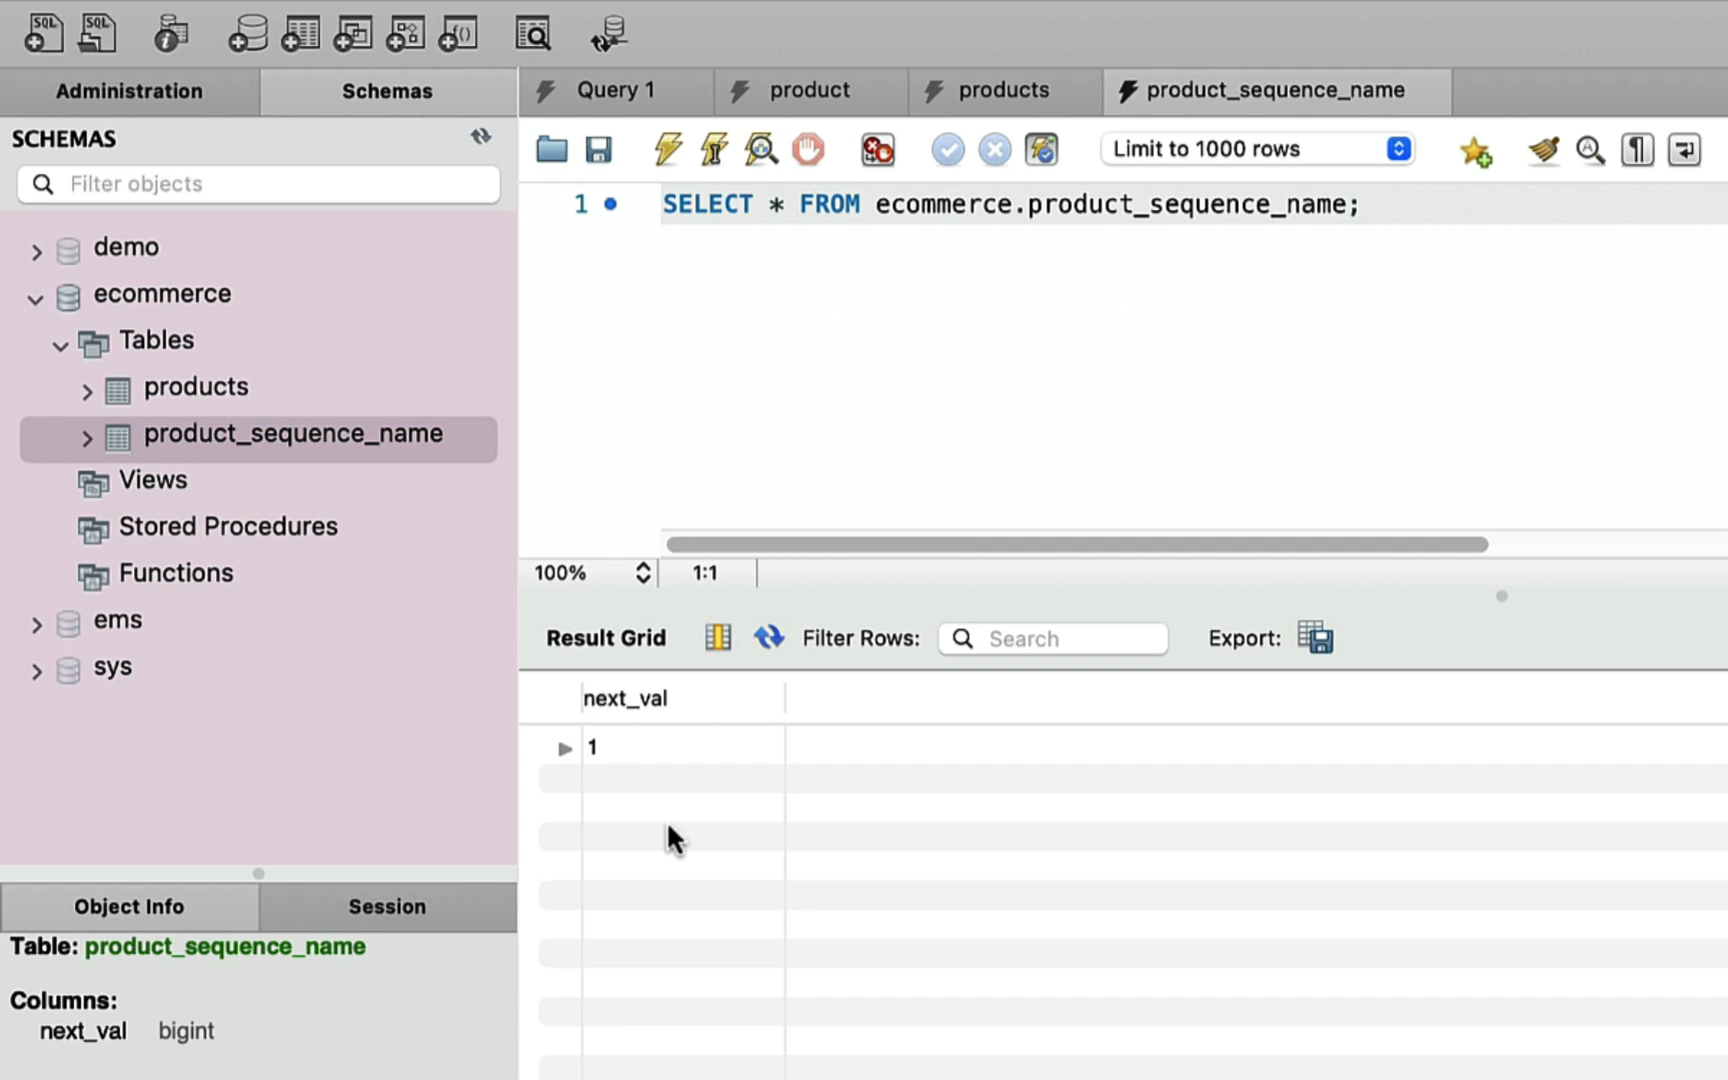 SQL SQL
Administration Schemas
SCHEMAS
Filter objects
demo
ecommerce
Tables
products
product_sequence_name
Views
Stored Procedures
Functions
ems
sys
Object Info Session
Table: product_sequence_name
Columns:
next_val bigint
Query 1 product products product_sequence_name
Limit to 1000 rows
1 SELECT * FROM ecommerce.product_sequence_name;
100% 1:1
Result Grid Filter Rows: Search Export:
next_val
1